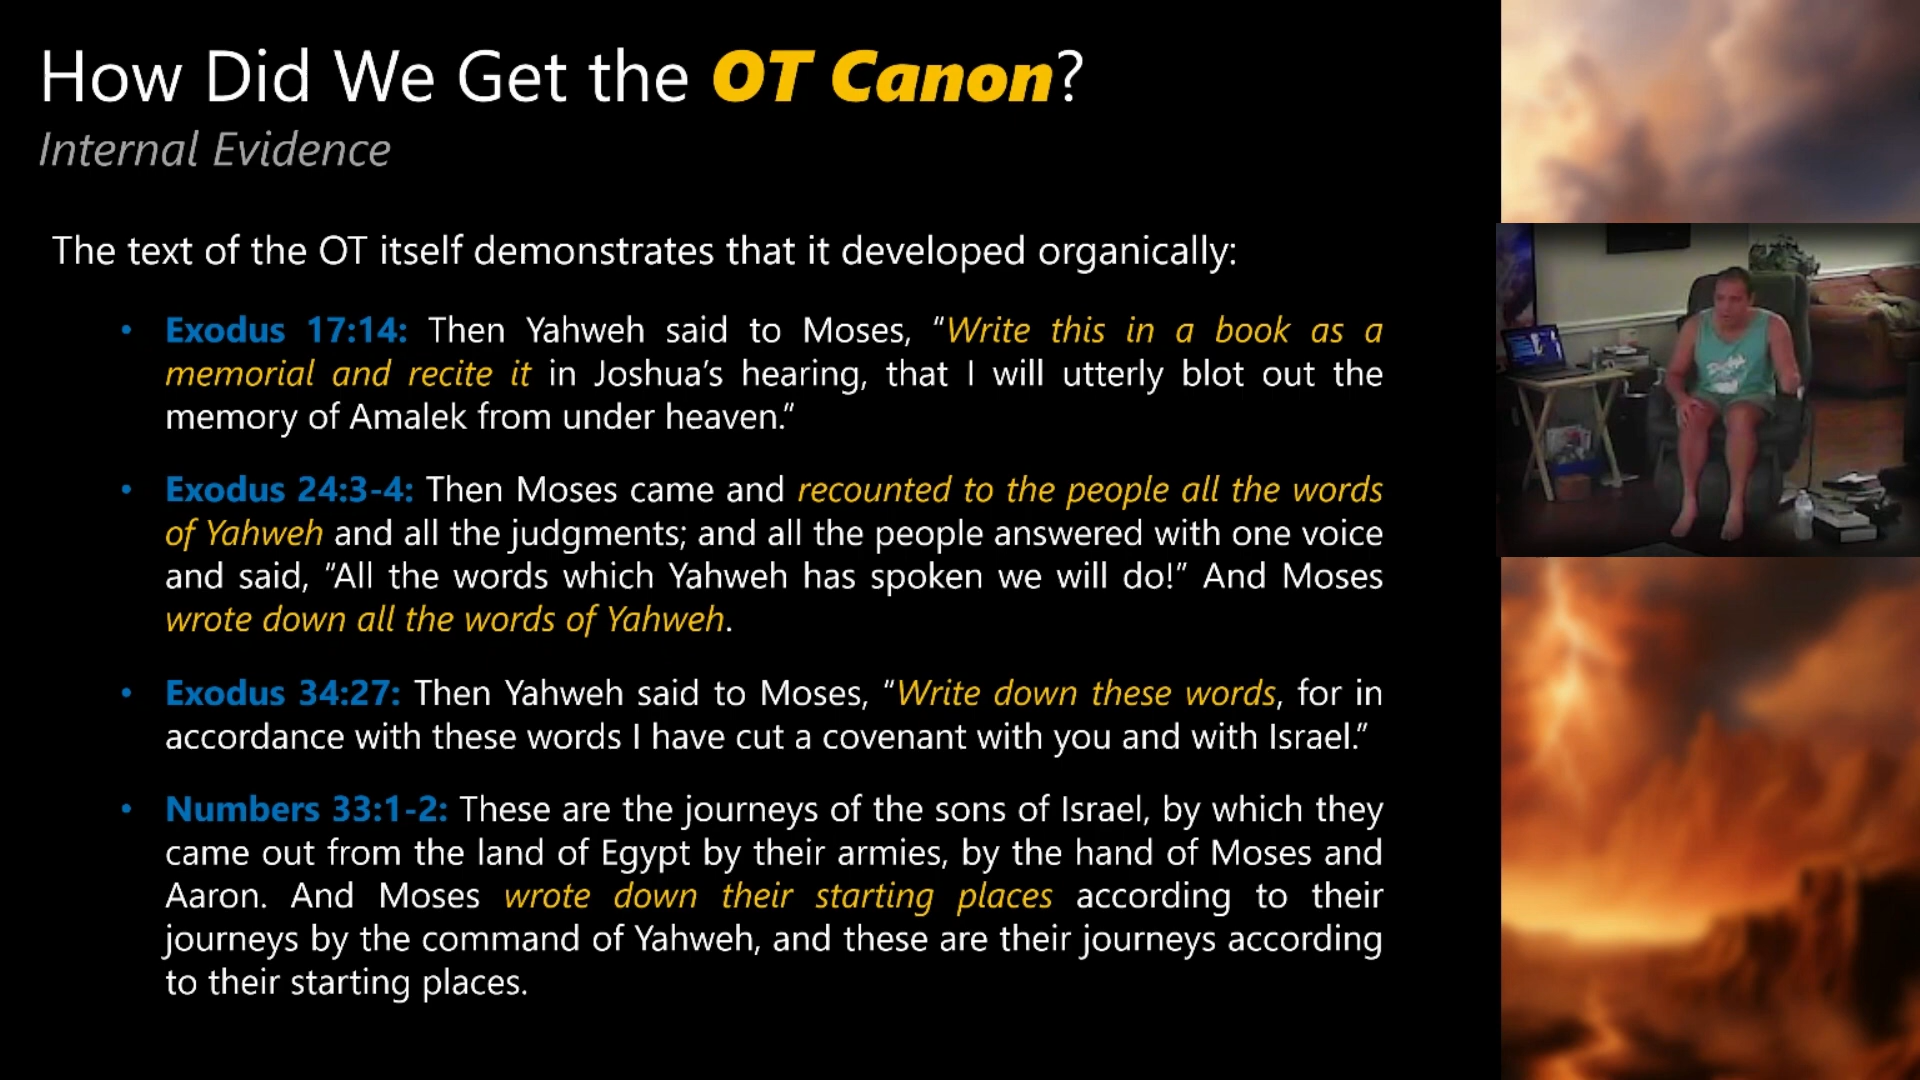 How Did We Get the OT Canon?
Internal Evidence
The text of the OT itself demonstrates that it developed organically:
• Exodus 17:14: Then Yahweh said to Moses, “Write this in a book as a
memorial and recite it in Joshua’s hearing, that I will utterly blot out the
memory of Amalek from under heaven.”
• Exodus 24:3-4: Then Moses came and recounted to the people all the words
of Yahweh and all the judgments; and all the people answered with one voice
and said, “All the words which Yahweh has spoken we will do!” And Moses
wrote down all the words of Yahweh.
• Exodus 34:27: Then Yahweh said to Moses, “Write down these words, for in
accordance with these words I have cut a covenant with you and with Israel.”
• Numbers 33:1-2: These are the journeys of the sons of Israel, by which they
came out from the land of Egypt by their armies, by the hand of Moses and
Aaron. And Moses wrote down their starting places according to their
journeys by the command of Yahweh, and these are their journeys according
to their starting places.